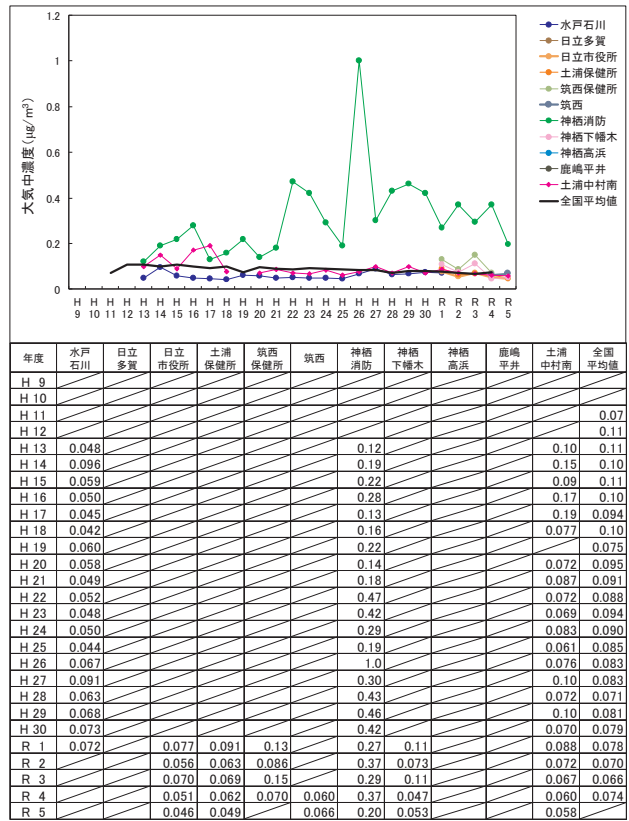 1.2
1
0.8
0.6
0.4
0.2
0
大気中濃度(μg/m³)
H H H H H H H H H H H H H H H H H H H H H H R R R R R
9 10 11 12 13 14 15 16 17 18 19 20 21 22 23 24 25 26 27 28 29 30 1 2 3 4 5
水戸石川
日立多賀
日立市役所
土浦保健所
筑西保健所
筑西
神栖消防
神栖下幡木
神栖高浜
鹿嶋平井
土浦中村南
全国平均値
年度 水戸石川 日立多賀 日立市役所 土浦保健所 筑西保健所 筑西 神栖消防 神栖下幡木 神栖高浜 鹿嶋平井 土浦中村南 全国平均値
H 9
H 10
H 11 0.07
H 12 0.11
H 13 0.048 0.12 0.10 0.11
H 14 0.096 0.19 0.15 0.10
H 15 0.059 0.22 0.09 0.11
H 16 0.050 0.28 0.17 0.10
H 17 0.045 0.13 0.19 0.094
H 18 0.042 0.16 0.077 0.10
H 19 0.060 0.22 0.075
H 20 0.058 0.14 0.072 0.095
H 21 0.049 0.18 0.087 0.091
H 22 0.052 0.47 0.072 0.088
H 23 0.048 0.42 0.069 0.094
H 24 0.050 0.29 0.083 0.090
H 25 0.044 0.19 0.061 0.085
H 26 0.067 1.0 0.076 0.083
H 27 0.091 0.30 0.10 0.083
H 28 0.063 0.43 0.072 0.071
H 29 0.068 0.46 0.10 0.081
H 30 0.073 0.42 0.070 0.079
R 1 0.072 0.077 0.091 0.13 0.27 0.11 0.088 0.078
R 2 0.056 0.063 0.086 0.37 0.073 0.072 0.070
R 3 0.070 0.069 0.15 0.29 0.11 0.067 0.066
R 4 0.051 0.062 0.070 0.060 0.37 0.047 0.060 0.074
R 5 0.046 0.049 0.066 0.20 0.053 0.058